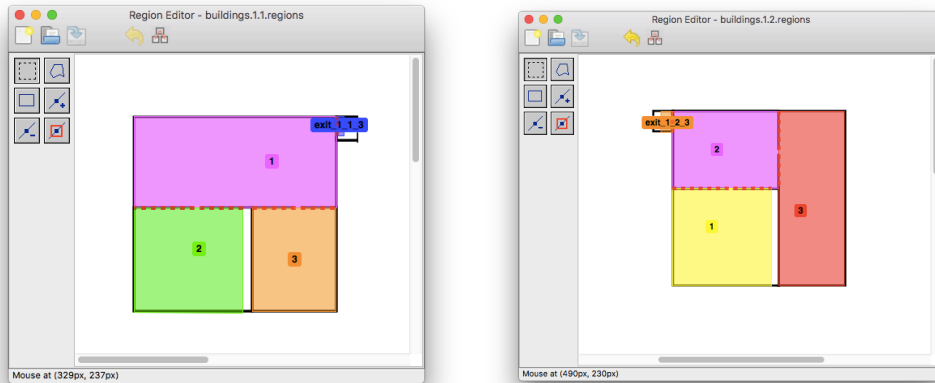 Region Editor - buildings.1.1.regions
exit_1_1_3
1
2
3
Mouse at (329px, 237px)
Region Editor - buildings.1.2.regions
exit_1_2_3
2
3
1
Mouse at (490px, 230px)